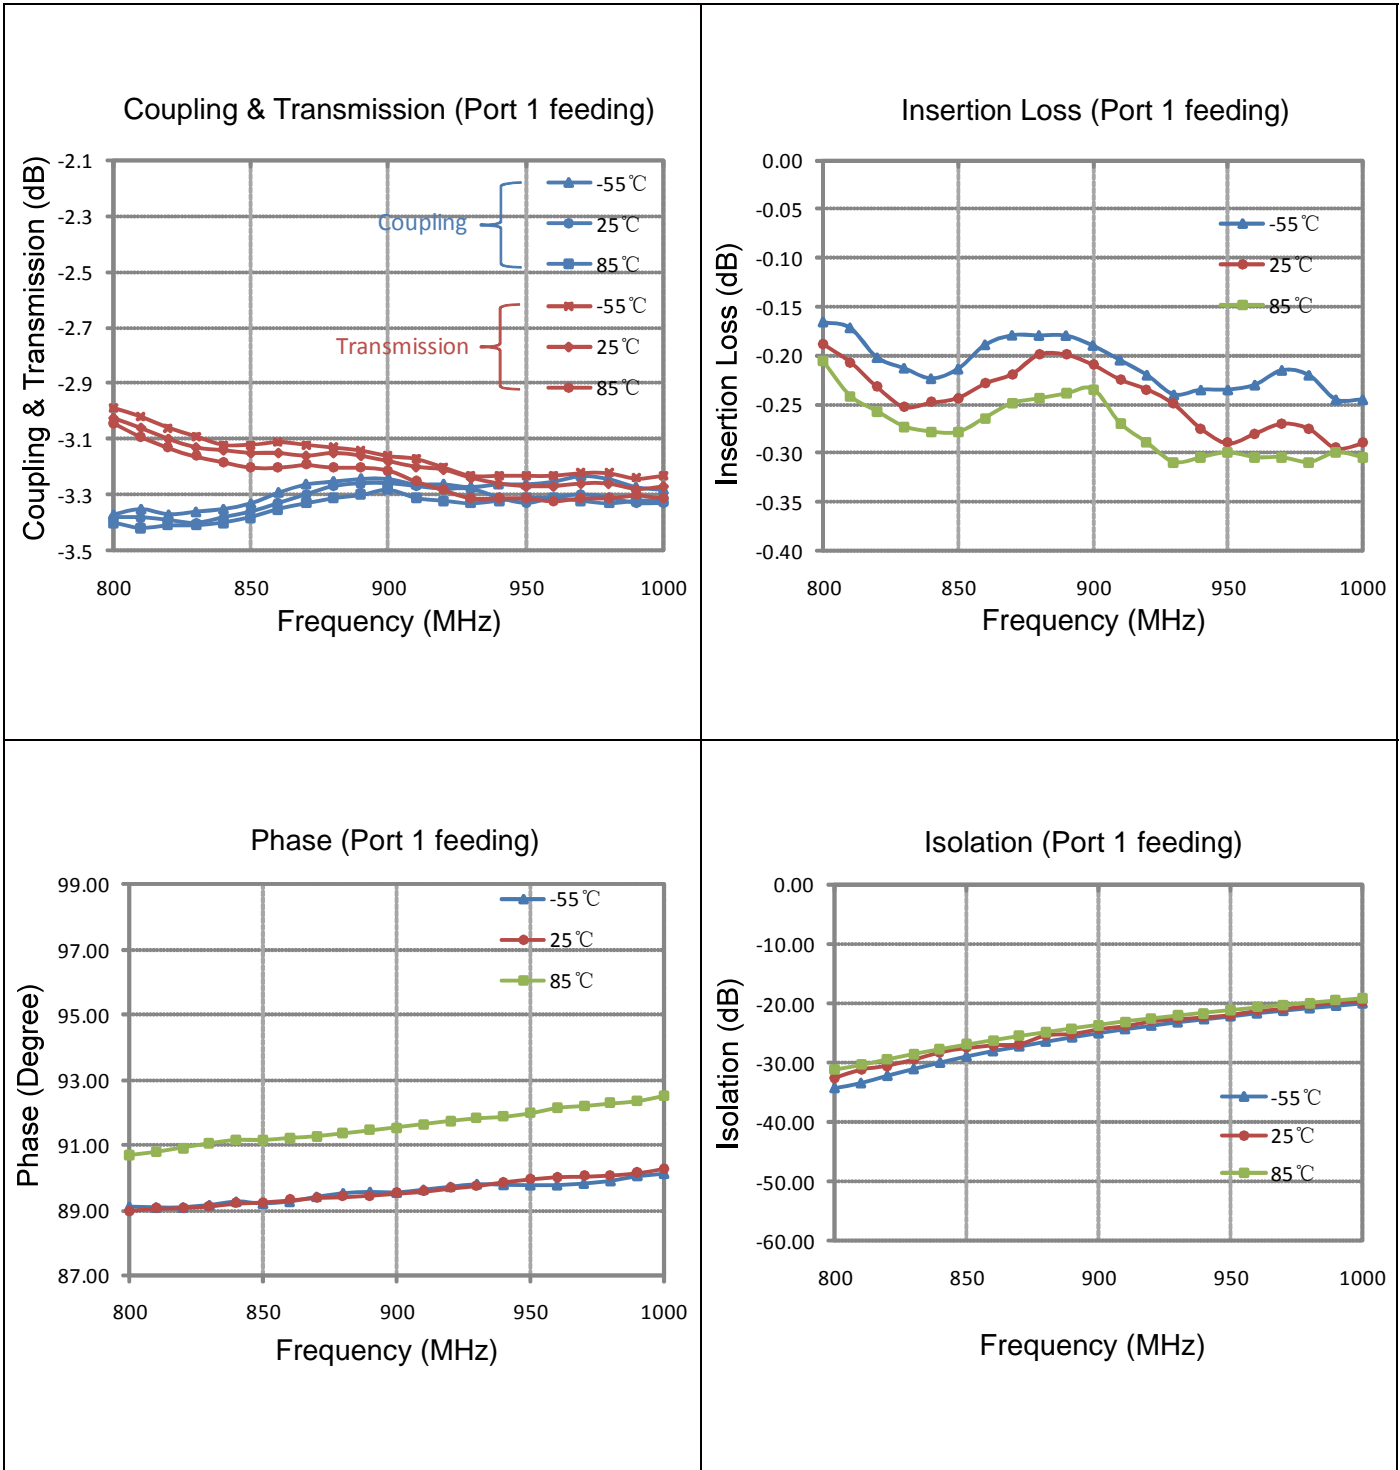 Coupling & Transmission (Port 1 feeding)
Coupling & Transmission (dB)
-2.1
-2.3
-2.5
-2.7
-2.9
-3.1
-3.3
-3.5
Coupling
-55℃
25℃
85℃
Transmission
-55℃
25℃
85℃
800 850 900 950 1000
Frequency (MHz)
Insertion Loss (Port 1 feeding)
Insertion Loss (dB)
0.00
-0.05
-0.10
-0.15
-0.20
-0.25
-0.30
-0.35
-0.40
-55℃
25℃
85℃
800 850 900 950 1000
Frequency (MHz)
Phase (Port 1 feeding)
Phase (Degree)
99.00
97.00
95.00
93.00
91.00
89.00
87.00
-55℃
25℃
85℃
800 850 900 950 1000
Frequency (MHz)
Isolation (Port 1 feeding)
Isolation (dB)
0.00
-10.00
-20.00
-30.00
-40.00
-50.00
-60.00
-55℃
25℃
85℃
800 850 900 950 1000
Frequency (MHz)